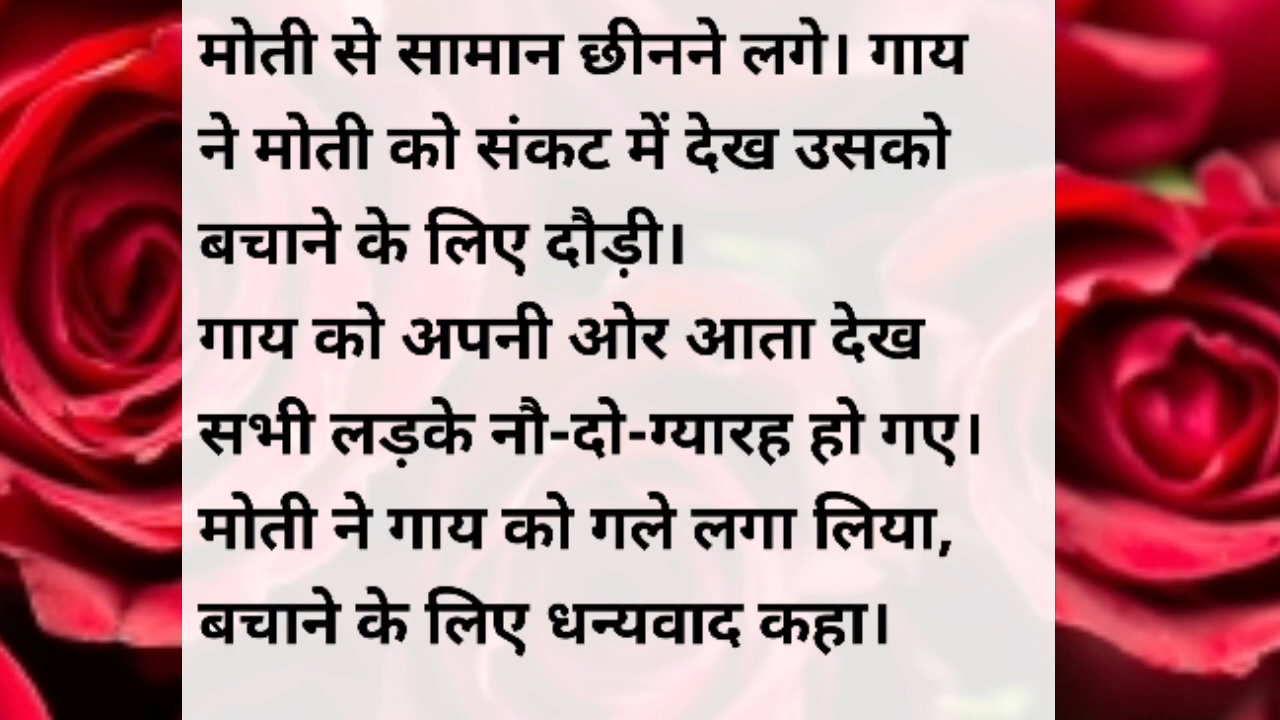 मोती से सामान छीनने लगे। गाय
ने मोती को संकट में देख उसको
बचाने के लिए दौड़ी।
गाय को अपनी ओर आता देख
सभी लड़के नौ-दो-ग्यारह हो गए।
मोती ने गाय को गले लगा लिया,
बचाने के लिए धन्यवाद कहा।